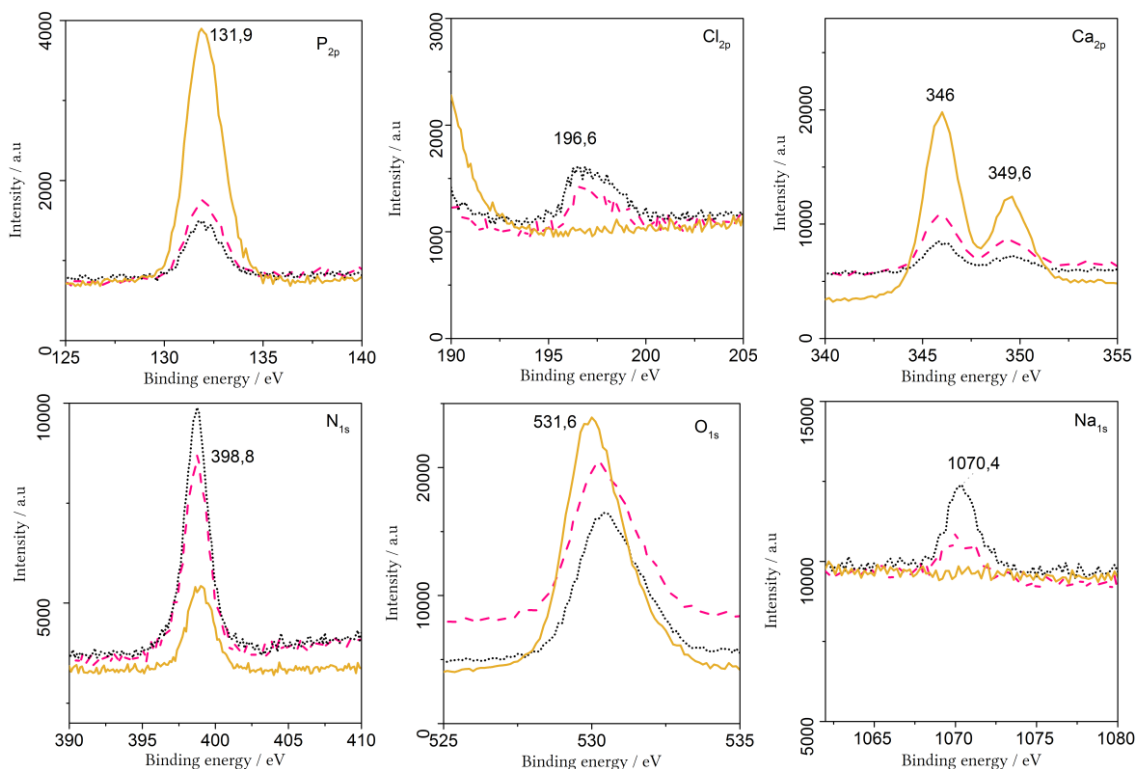 P2p
131,9
4000
2000
0
Intensity / a.u
125 130 135 140
Binding energy / eV
Cl2p
196,6
3000
2000
1000
0
Intensity / a.u
190 195 200 205
Binding energy / eV
Ca2p
346
349,6
20000
10000
0
Intensity / a.u
340 345 350 355
Binding energy / eV
N1s
398,8
10000
5000
Intensity / a.u
390 395 400 405 410
Binding energy / eV
O1s
531,6
20000
10000
0
Intensity / a.u
525 530 535
Binding energy / eV
Na1s
1070,4
15000
10000
5000
Intensity / a.u
1065 1070 1075 1080
Binding energy / eV